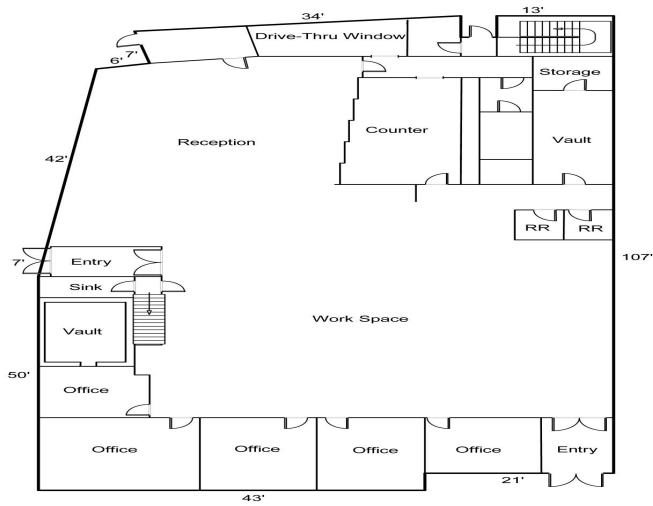 34'
13'
Drive-Thru Window
7'
6'
Storage
Counter
Reception
Vault
42'
RR
RR
107'
7'
Entry
Sink
Work Space
Vault
50'
Office
Office
Office
Office
Office
Entry
21'
43'